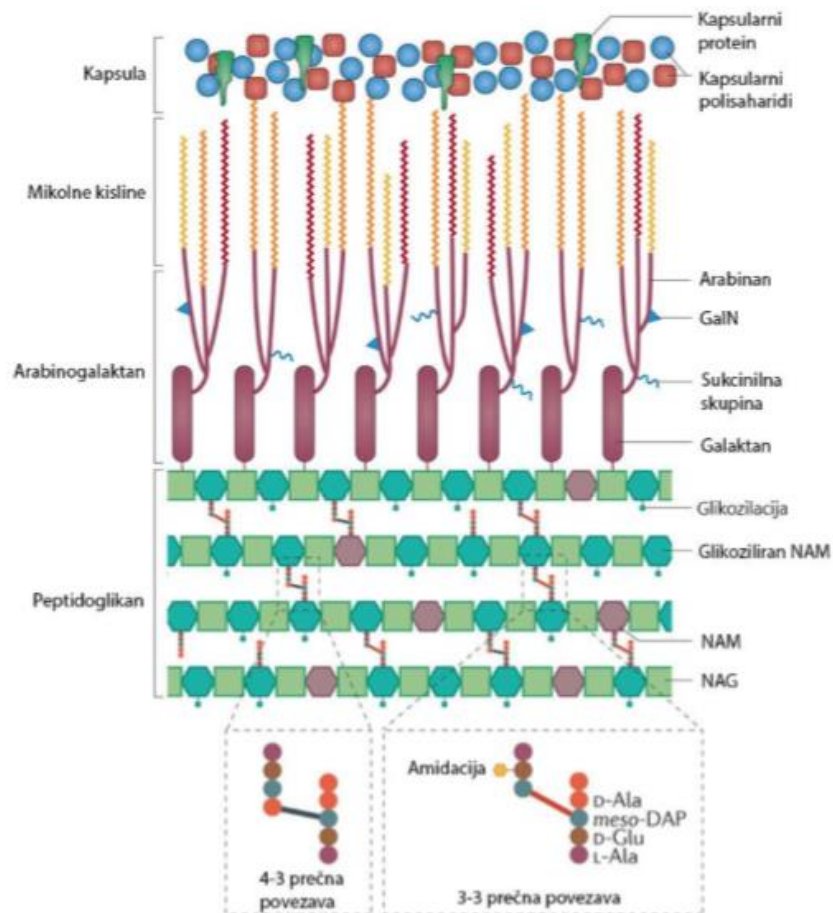 Kapsularni
protein
Kapsula
Kapsularni
polisaharidi
Mikolne kisline
Arabinan
GalN
Arabinogalaktan
Sukcinilna
skupina
Galaktan
Glikozilacija
Glikoziliran NAM
Peptidoglikan
NAM
NAG
Amidacija
D-Ala
meso-DAP
D-Glu
L-Ala
4-3 prečna
povezava
3-3 prečna povezava